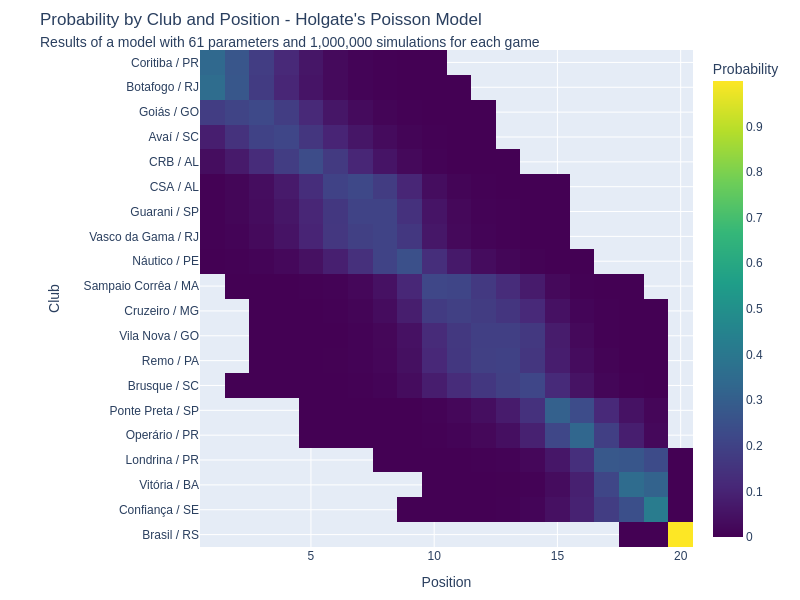 Probability by Club and Position - Holgate's Poisson Model
Results of a model with 61 parameters and 1,000,000 simulations for each game
Probability
Club
Coritiba / PR
Botafogo / RJ
Goiás / GO
Avaí / SC
CRB / AL
CSA / AL
Guarani / SP
Vasco da Gama / RJ
Náutico / PE
Sampaio Corrêa / MA
Cruzeiro / MG
Vila Nova / GO
Remo / PA
Brusque / SC
Ponte Preta / SP
Operário / PR
Londrina / PR
Vitória / BA
Confiança / SE
Brasil / RS
0.9
0.8
0.7
0.6
0.5
0.4
0.3
0.2
0.1
0
5 10 15 20
Position